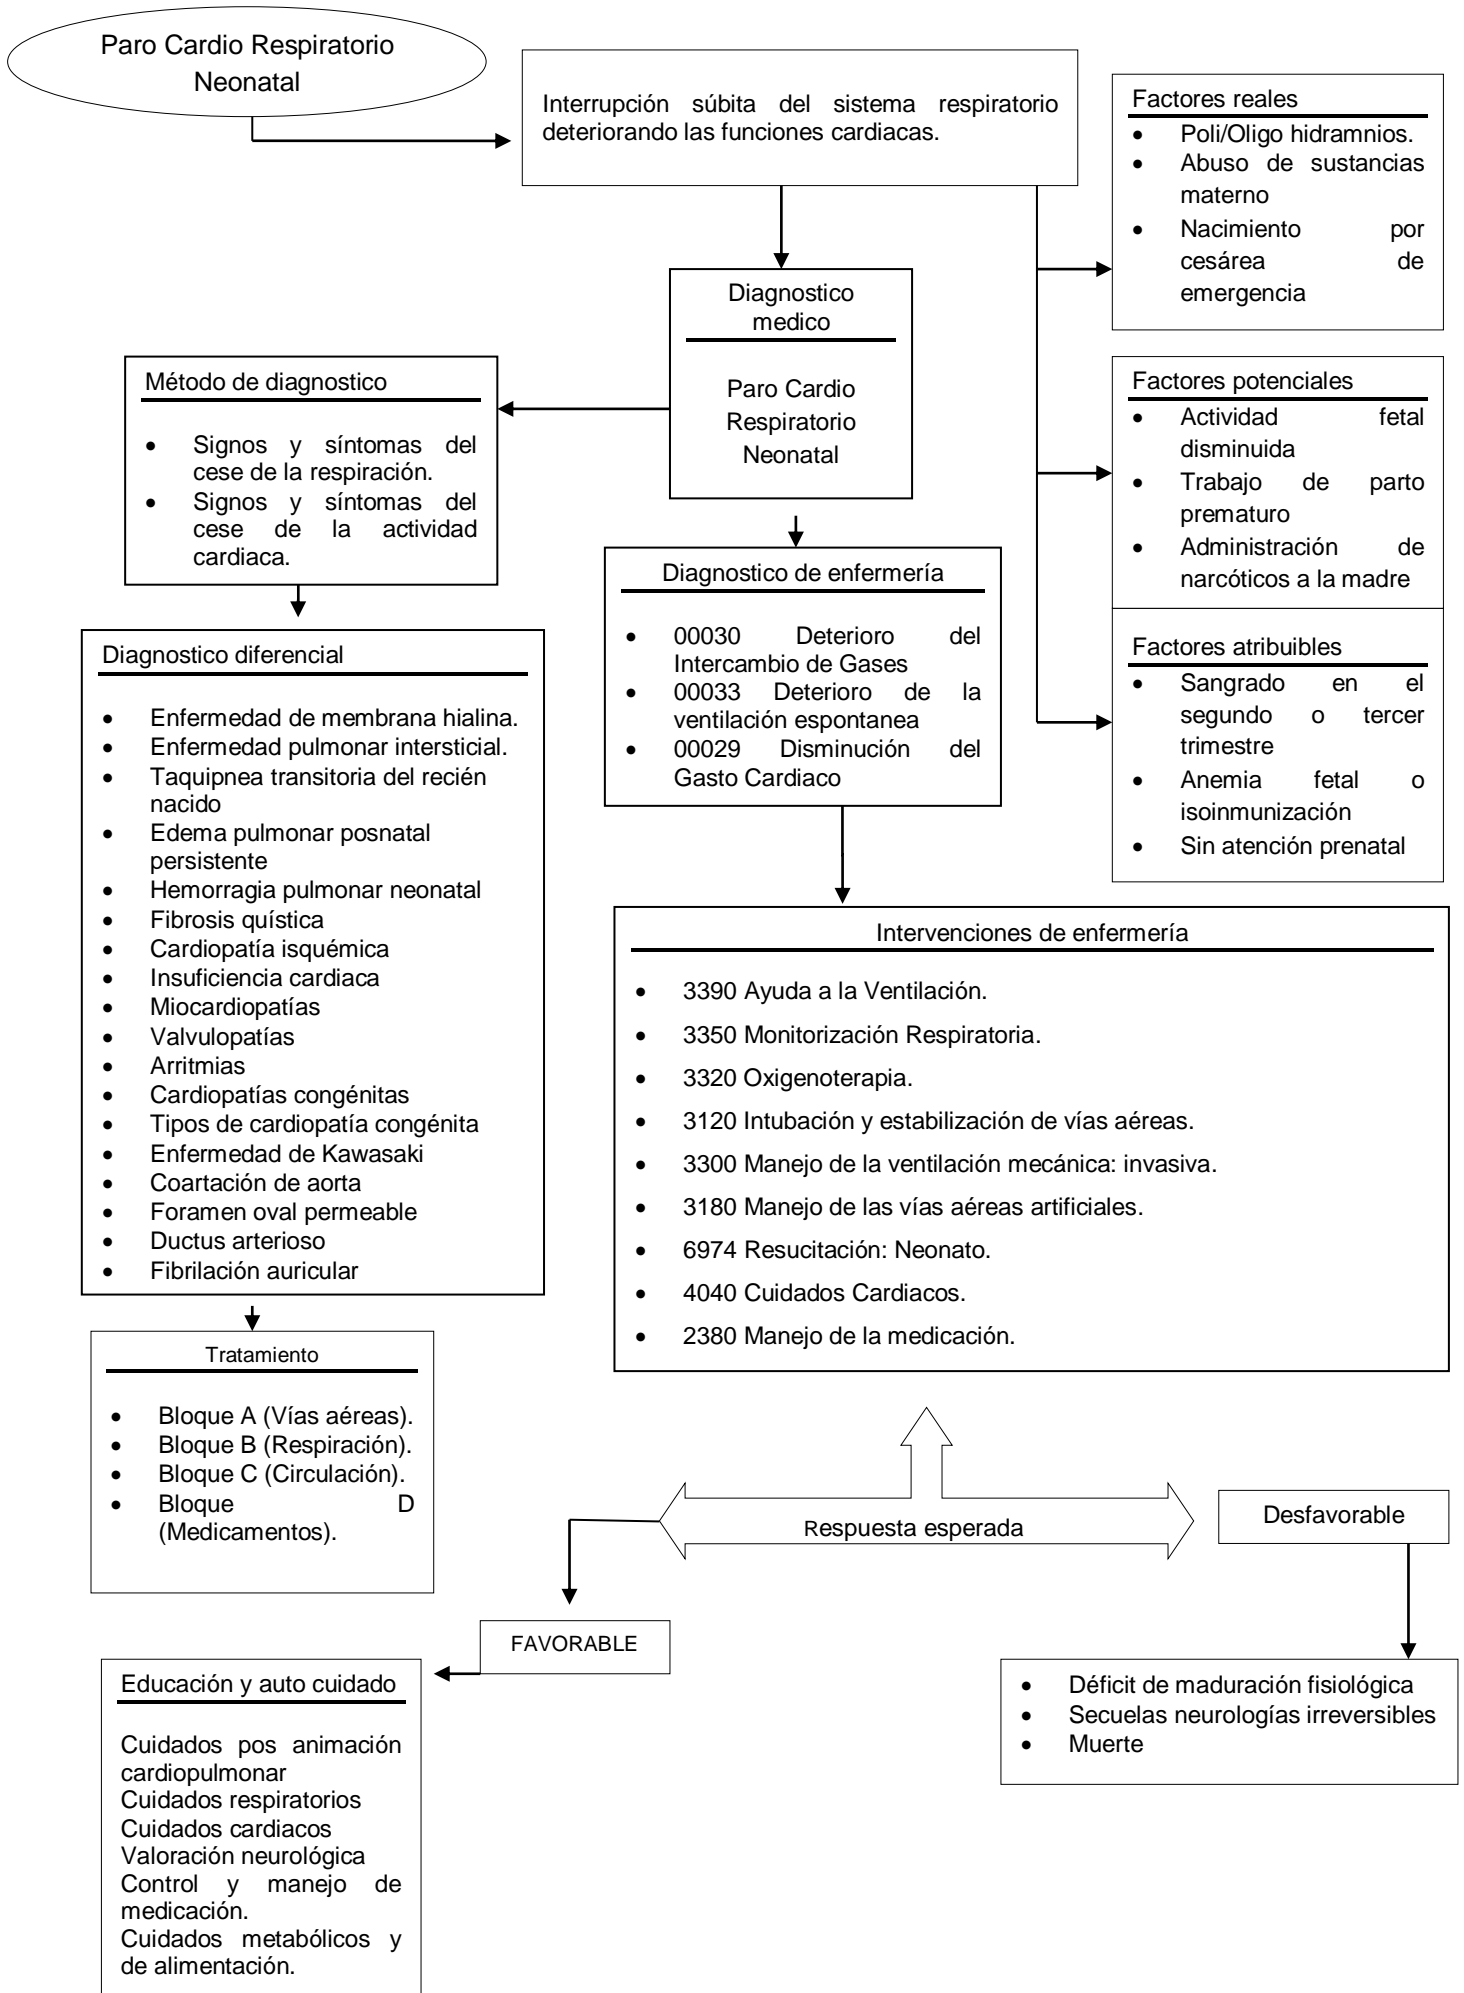 Paro Cardio Respiratorio
Neonatal
Interrupción súbita del sistema respiratorio
deteriorando las funciones cardiacas.
Factores reales
• Poli/Oligo hidramnios.
• Abuso de sustancias
materno
• Nacimiento por
cesárea de
emergencia
Diagnostico
medico
Paro Cardio
Respiratorio
Neonatal
Método de diagnostico
• Signos y síntomas del
cese de la respiración.
• Signos y síntomas del
cese de la actividad
cardiaca.
Factores potenciales
• Actividad fetal
disminuida
• Trabajo de parto
prematuro
• Administración de
narcóticos a la madre
Diagnostico de enfermería
• 00030 Deterioro del
Intercambio de Gases
• 00033 Deterioro de la
ventilación espontanea
• 00029 Disminución del
Gasto Cardiaco
Factores atribuibles
• Sangrado en el
segundo o tercer
trimestre
• Anemia fetal o
isoinmunización
• Sin atención prenatal
Diagnostico diferencial
• Enfermedad de membrana hialina.
• Enfermedad pulmonar intersticial.
• Taquipnea transitoria del recién
nacido
• Edema pulmonar posnatal
persistente
• Hemorragia pulmonar neonatal
• Fibrosis quística
• Cardiopatía isquémica
• Insuficiencia cardiaca
• Miocardiopatías
• Valvulopatías
• Arritmias
• Cardiopatías congénitas
• Tipos de cardiopatía congénita
• Enfermedad de Kawasaki
• Coartación de aorta
• Foramen oval permeable
• Ductus arterioso
• Fibrilación auricular
Intervenciones de enfermería
• 3390 Ayuda a la Ventilación.
• 3350 Monitorización Respiratoria.
• 3320 Oxigenoterapia.
• 3120 Intubación y estabilización de vías aéreas.
• 3300 Manejo de la ventilación mecánica: invasiva.
• 3180 Manejo de las vías aéreas artificiales.
• 6974 Resucitación: Neonato.
• 4040 Cuidados Cardiacos.
• 2380 Manejo de la medicación.
Tratamiento
• Bloque A (Vías aéreas).
• Bloque B (Respiración).
• Bloque C (Circulación).
• Bloque D
(Medicamentos).
Respuesta esperada
Desfavorable
FAVORABLE
Educación y auto cuidado
Cuidados pos animación
cardiopulmonar
Cuidados respiratorios
Cuidados cardiacos
Valoración neurológica
Control y manejo de
medicación.
Cuidados metabólicos y
de alimentación.
• Déficit de maduración fisiológica
• Secuelas neurologías irreversibles
• Muerte